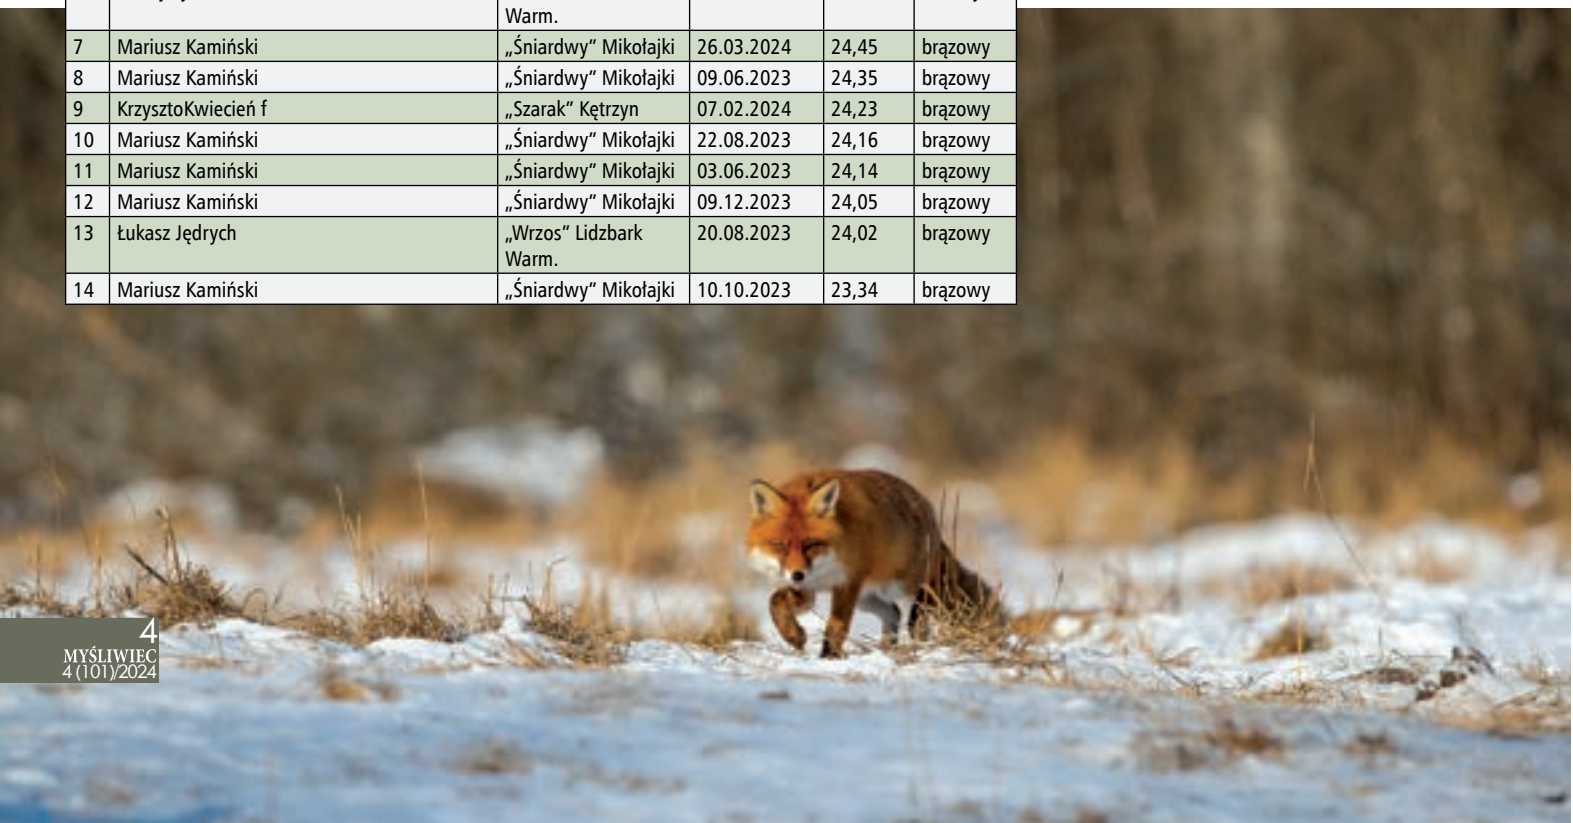 Warm.
7 Mariusz Kamiński „Śniardwy” Mikołajki 26.03.2024 24,45 brązowy
8 Mariusz Kamiński „Śniardwy” Mikołajki 09.06.2023 24,35 brązowy
9 KrzysztoKwiecień f „Szarak” Kętrzyn 07.02.2024 24,23 brązowy
10 Mariusz Kamiński „Śniardwy” Mikołajki 22.08.2023 24,16 brązowy
11 Mariusz Kamiński „Śniardwy” Mikołajki 03.06.2023 24,14 brązowy
12 Mariusz Kamiński „Śniardwy” Mikołajki 09.12.2023 24,05 brązowy
13 Łukasz Jędrych „Wrzos” Lidzbark 20.08.2023 24,02 brązowy
Warm.
14 Mariusz Kamiński „Śniardwy” Mikołajki 10.10.2023 23,34 brązowy
4
MYŚLIWIEC
4 (101)/2024